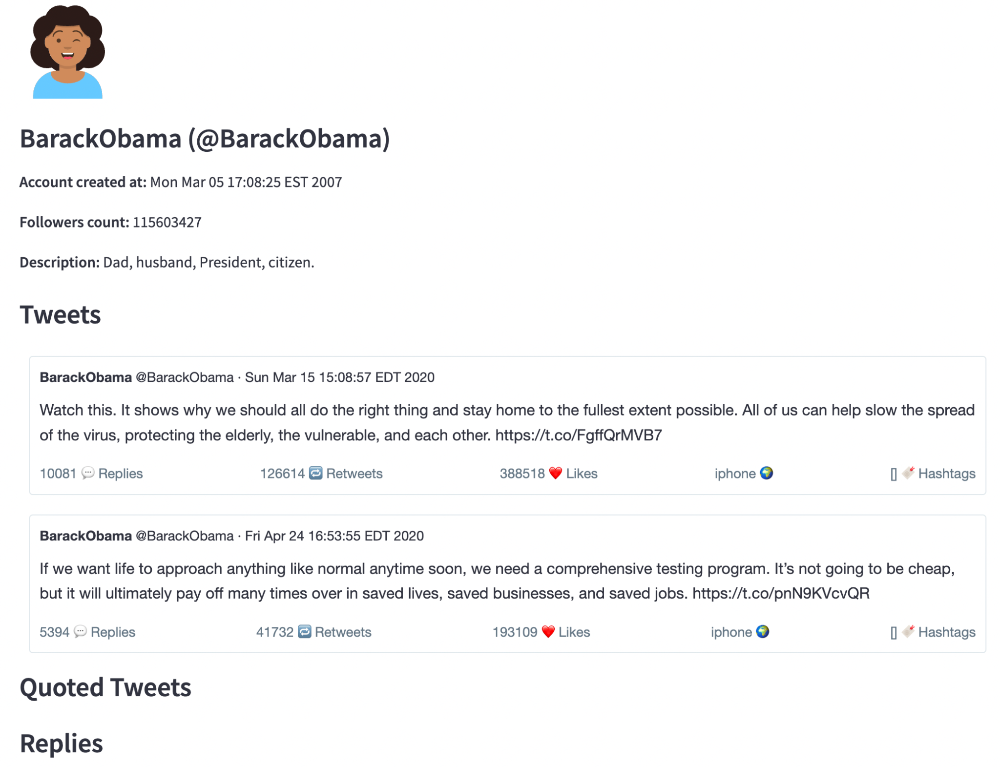 BarackObama (@BarackObama)
Account created at: Mon Mar 05 17:08:25 EST 2007
Followers count: 115603427
Description: Dad, husband, President, citizen.
Tweets
BarackObama @BarackObama · Sun Mar 15 15:08:57 EDT 2020
Watch this. It shows why we should all do the right thing and stay home to the fullest extent possible. All of us can help slow the spread
of the virus, protecting the elderly, the vulnerable, and each other. https://t.co/FgffQrMVB7
10081 💬 Replies 126614 🔁 Retweets 388518 ❤️ Likes iphone 🌍 [] 🏷️ Hashtags
BarackObama @BarackObama · Fri Apr 24 16:53:55 EDT 2020
If we want life to approach anything like normal anytime soon, we need a comprehensive testing program. It’s not going to be cheap,
but it will ultimately pay off many times over in saved lives, saved businesses, and saved jobs. https://t.co/pnN9KVcvQR
5394 💬 Replies 41732 🔁 Retweets 193109 ❤️ Likes iphone 🌍 [] 🏷️ Hashtags
Quoted Tweets
Replies